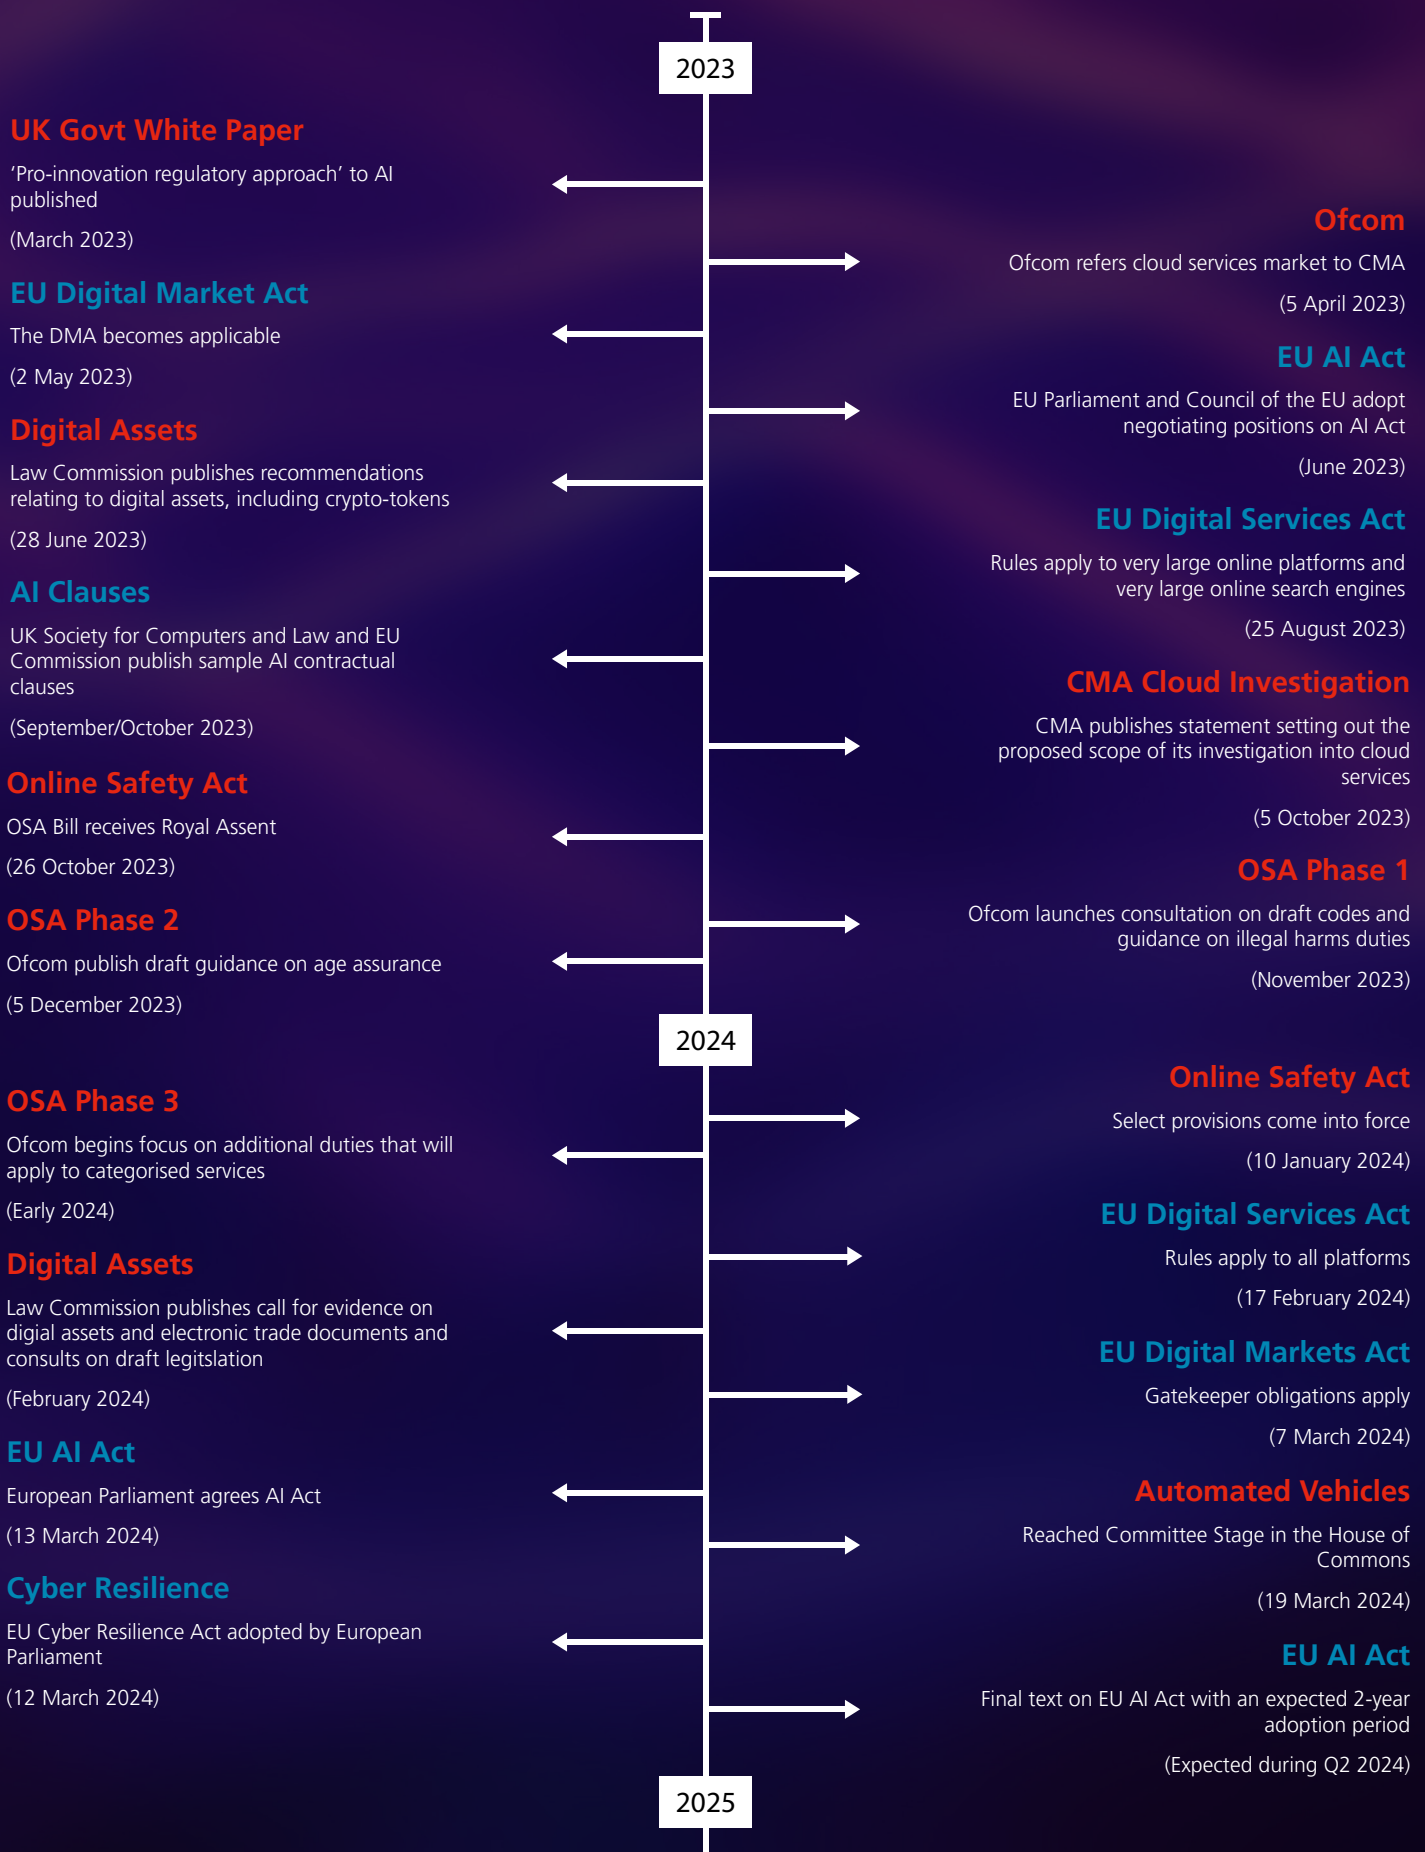 2023
UK Govt White Paper
‘Pro-innovation regulatory approach’ to AI
published
(March 2023)
Ofcom
Ofcom refers cloud services market to CMA
(5 April 2023)
EU Digital Market Act
The DMA becomes applicable
(2 May 2023)
EU AI Act
EU Parliament and Council of the EU adopt
negotiating positions on AI Act
(June 2023)
Digital Assets
Law Commission publishes recommendations
relating to digital assets, including crypto-tokens
(28 June 2023)
EU Digital Services Act
Rules apply to very large online platforms and
very large online search engines
(25 August 2023)
AI Clauses
UK Society for Computers and Law and EU
Commission publish sample AI contractual
clauses
(September/October 2023)
CMA Cloud Investigation
CMA publishes statement setting out the
proposed scope of its investigation into cloud
services
(5 October 2023)
Online Safety Act
OSA Bill receives Royal Assent
(26 October 2023)
OSA Phase 1
Ofcom launches consultation on draft codes and
guidance on illegal harms duties
(November 2023)
OSA Phase 2
Ofcom publish draft guidance on age assurance
(5 December 2023)
2024
Online Safety Act
Select provisions come into force
(10 January 2024)
OSA Phase 3
Ofcom begins focus on additional duties that will
apply to categorised services
(Early 2024)
EU Digital Services Act
Rules apply to all platforms
(17 February 2024)
Digital Assets
Law Commission publishes call for evidence on
digial assets and electronic trade documents and
consults on draft legitslation
(February 2024)
EU Digital Markets Act
Gatekeeper obligations apply
(7 March 2024)
EU AI Act
European Parliament agrees AI Act
(13 March 2024)
Automated Vehicles
Reached Committee Stage in the House of
Commons
(19 March 2024)
Cyber Resilience
EU Cyber Resilience Act adopted by European
Parliament
(12 March 2024)
EU AI Act
Final text on EU AI Act with an expected 2-year
adoption period
(Expected during Q2 2024)
2025